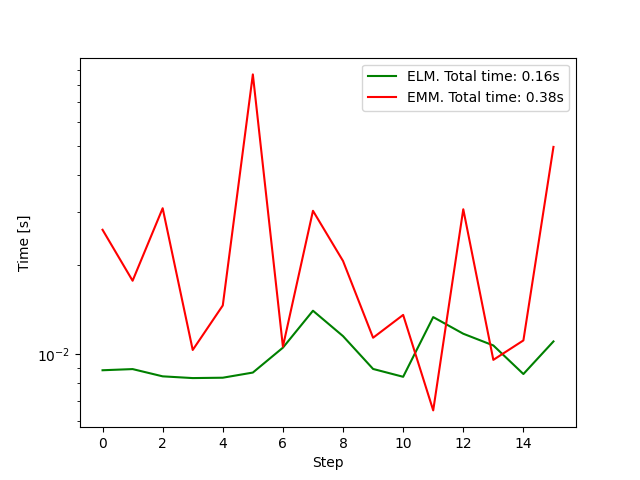 ELM. Total time: 0.16s
EMM. Total time: 0.38s
Time [s]
10⁻²
0 2 4 6 8 10 12 14
Step